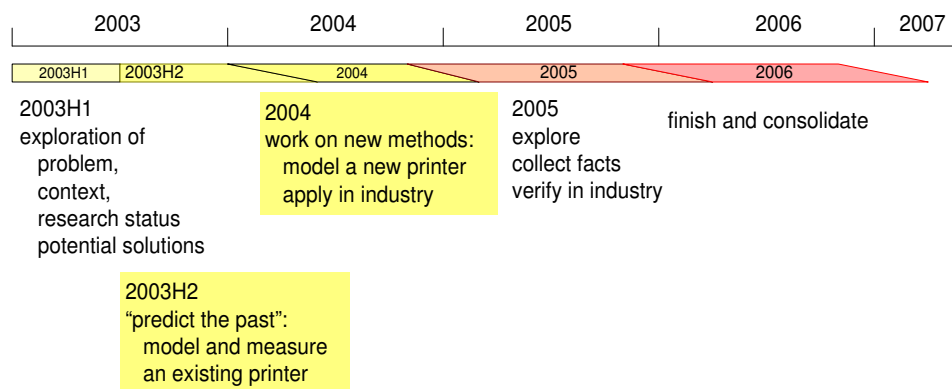 2003
2004
2005
2006
2007
2003H1
2003H2
2004
2005
2006
2003H1
exploration of
problem,
context,
research status
potential solutions
2003H2
“predict the past”:
model and measure
an existing printer
2004
work on new methods:
model a new printer
apply in industry
2005
explore
collect facts
verify in industry
finish and consolidate